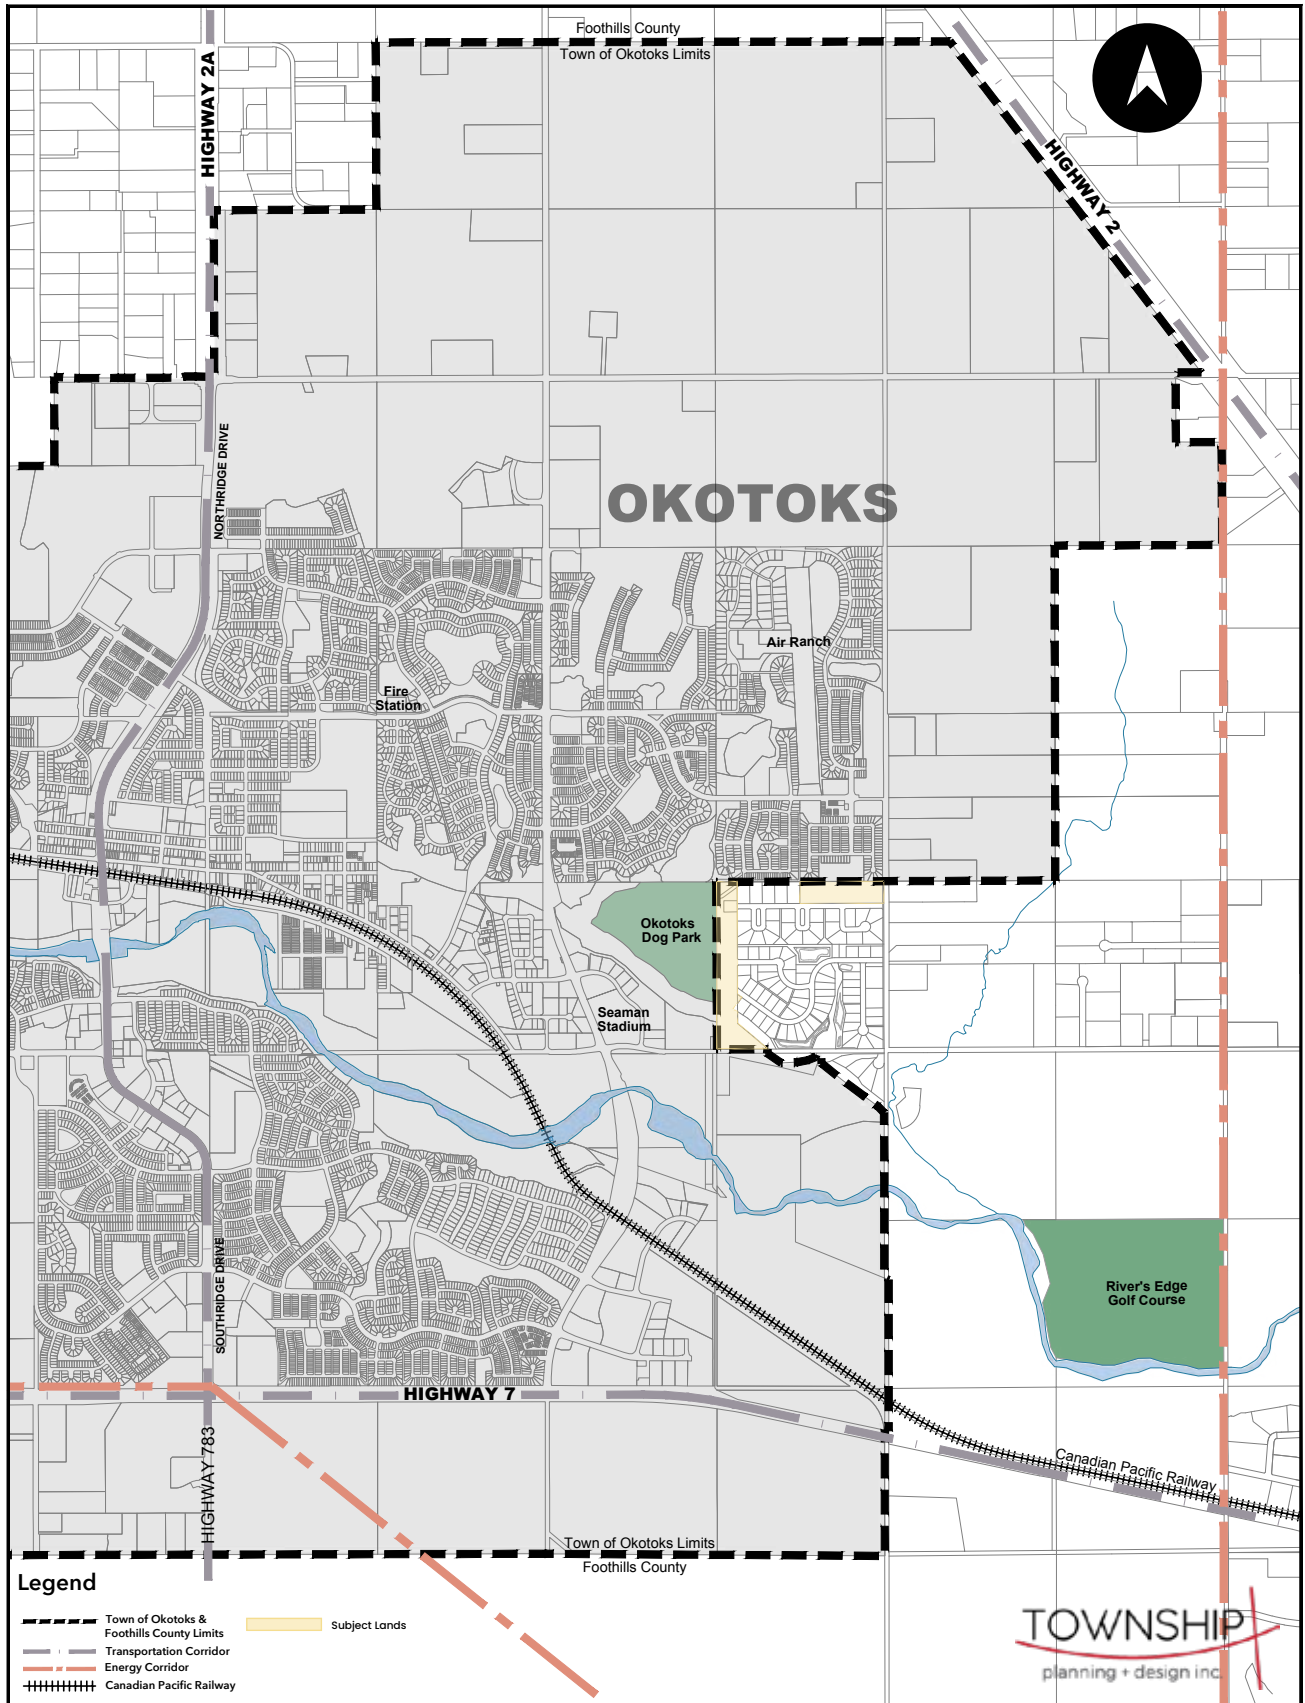 Foothills County
Town of Okotoks Limits
HIGHWAY 2A
HIGHWAY 2
NORTHRIDGE DRIVE
OKOTOKS
Air Ranch
Fire
Station
Okotoks
Dog Park
Seaman
Stadium
SOUTHRIDGE DRIVE
River's Edge
Golf Course
HIGHWAY 7
HIGHWAY 783
Canadian Pacific Railway
Town of Okotoks Limits
Foothills County
Legend
Town of Okotoks &
Foothills County Limits
Transportation Corridor
Energy Corridor
Canadian Pacific Railway
Subject Lands
TOWNSHIP
planning + design inc.